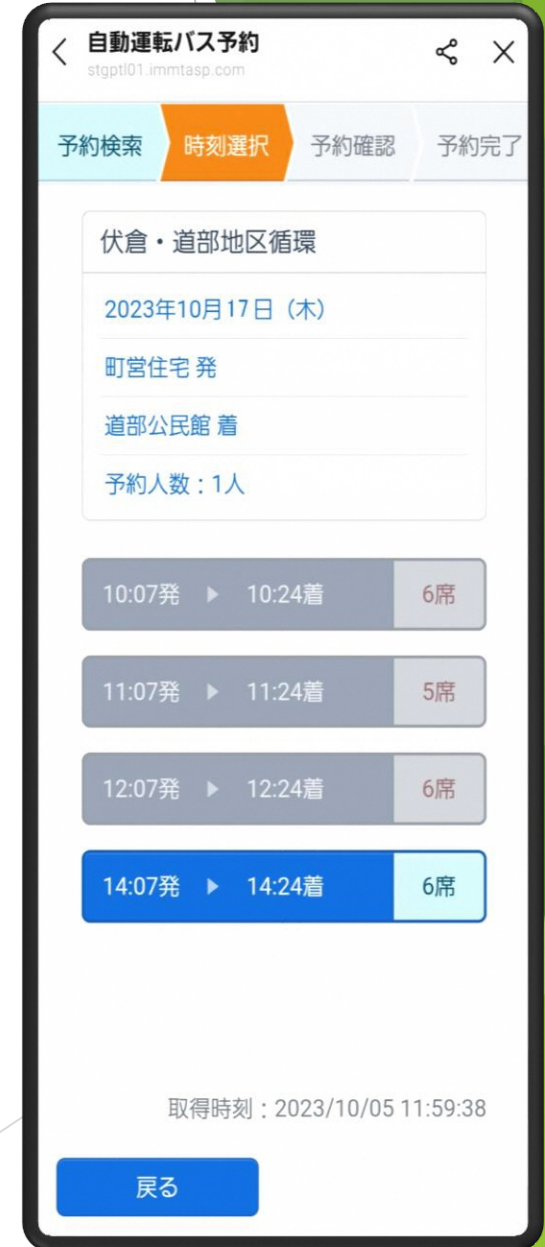 自動運転バス予約
stgptl01.immtasp.com
予約検索 時刻選択 予約確認 予約完了
伏倉・道部地区循環
2023年10月17日（木）
町営住宅 発
道部公民館 着
予約人数：1人
10:07発 ▶ 10:24着 6席
11:07発 ▶ 11:24着 5席
12:07発 ▶ 12:24着 6席
14:07発 ▶ 14:24着 6席
取得時刻：2023/10/05 11:59:38
戻る